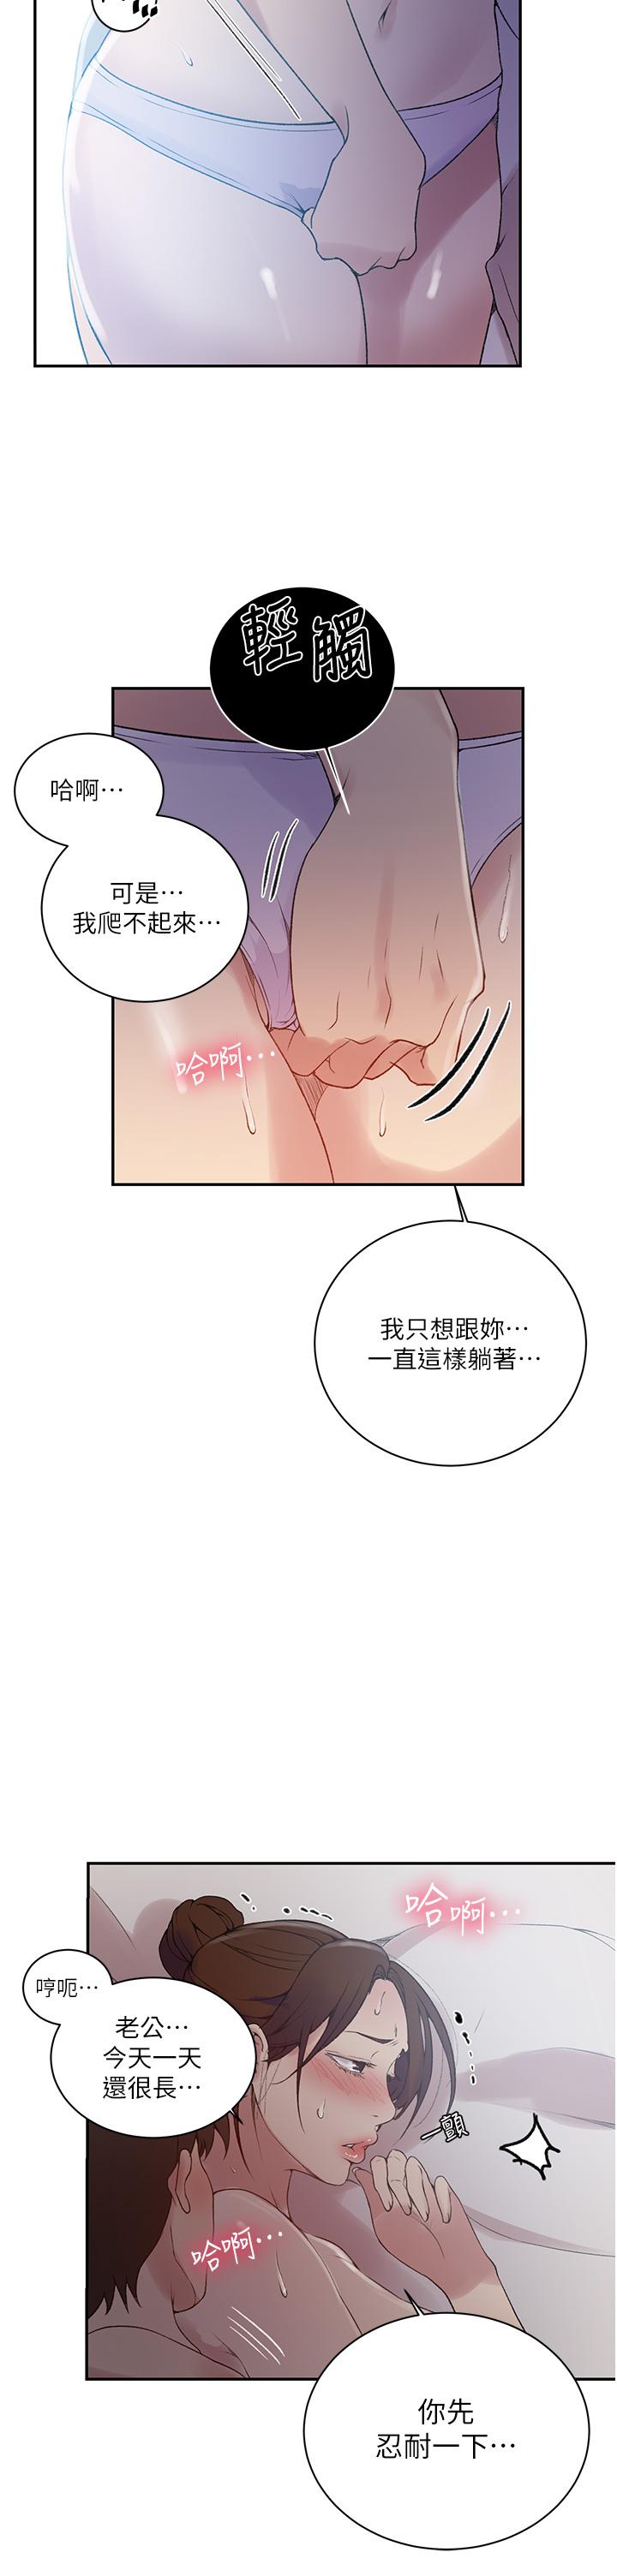 輕觸
哈啊⋯
可是⋯
我爬不起來⋯
哈啊⋯
我只想跟妳⋯
一直這樣躺著⋯
哈啊⋯
哼呃⋯
老公⋯
今天一天
還很長⋯
一顫
哈啊⋯
你先
忍耐一下⋯